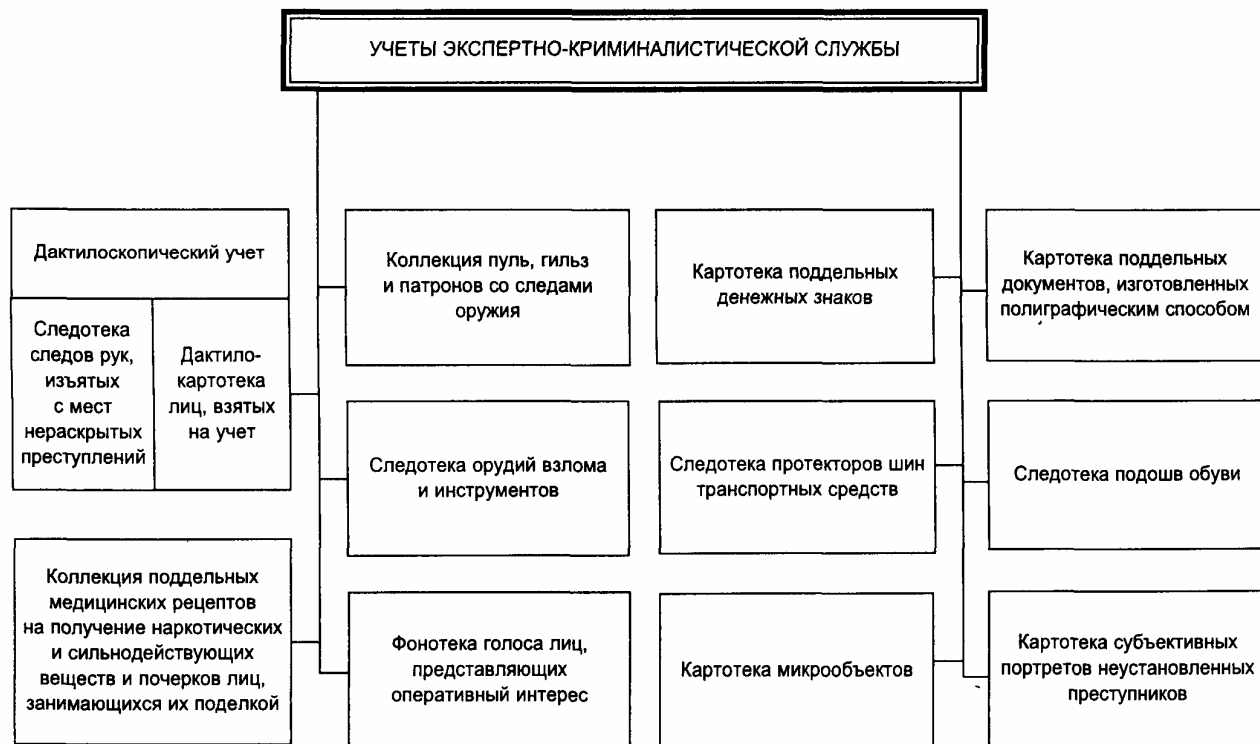 УЧЕТЫ ЭКСПЕРТНО-КРИМИНАЛИСТИЧЕСКОЙ СЛУЖБЫ
Дактилоскопический учет
Следотека
следов рук,
изъятых
с мест
нераскрытых
преступлений
Дактило-
картотека
лиц, взятых
на учет
Коллекция пуль, гильз
и патронов со следами
оружия
Картотека поддельных
денежных знаков
Картотека поддельных
документов, изготовленных
полиграфическим способом
Следотека орудий взлома
и инструментов
Следотека протекторов шин
транспортных средств
Следотека подошв обуви
Коллекция поддельных
медицинских рецептов
на получение наркотических
и сильнодействующих
веществ и почерков лиц,
занимающихся их поделкой
Фонотека голоса лиц,
представляющих
оперативный интерес
Картотека микрообъектов
Картотека субъективных
портретов неустановленных
преступников